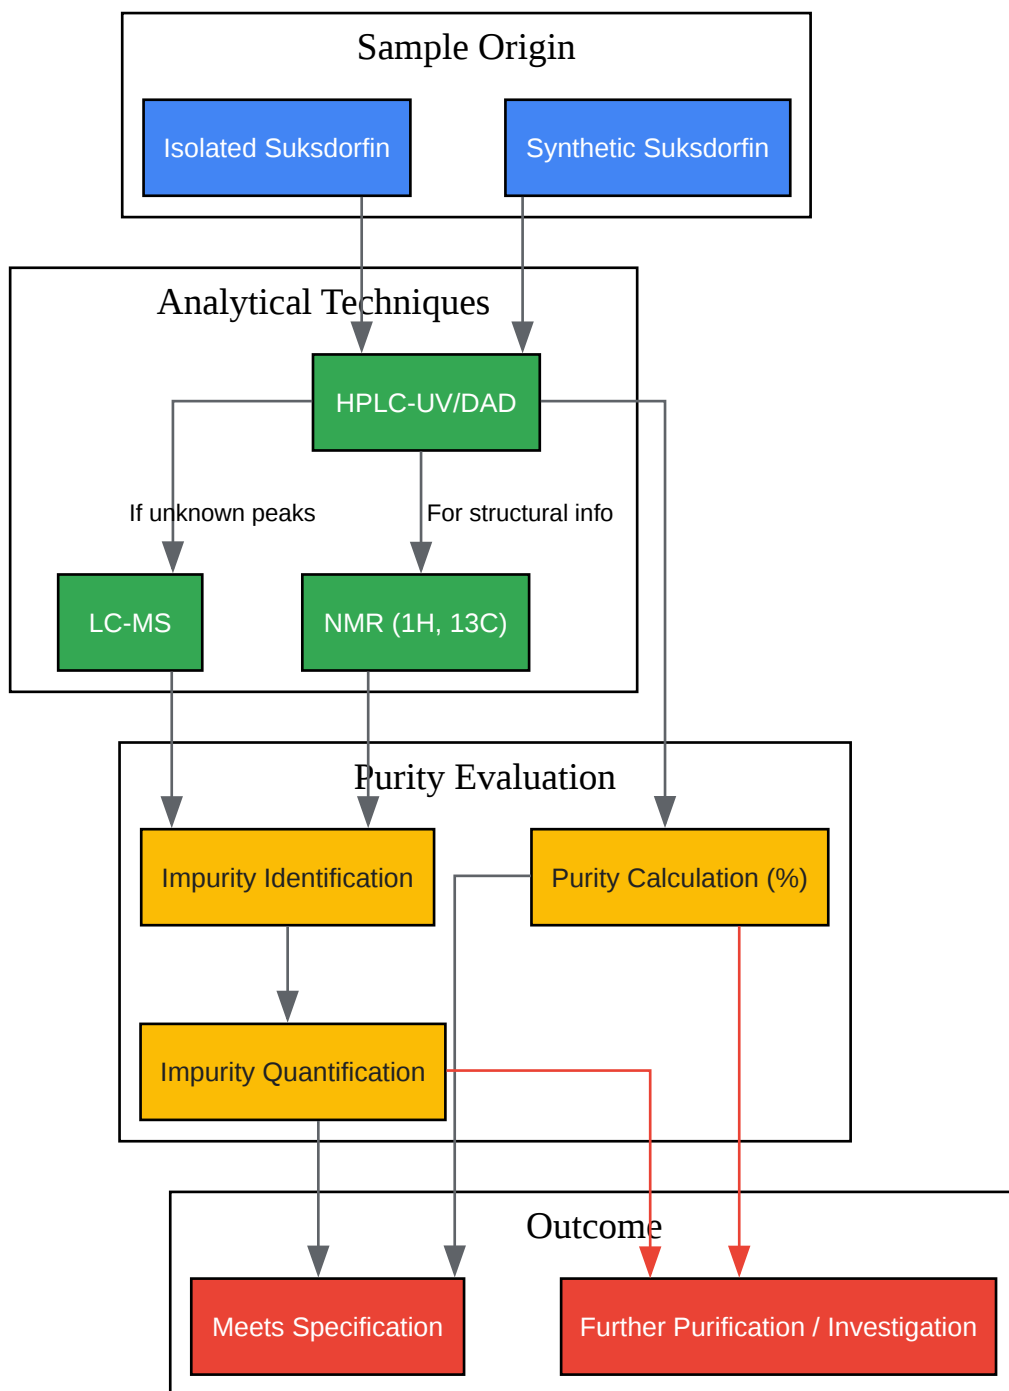 Sample Origin
Isolated Suksdorfin
Synthetic Suksdorfin
Analytical Techniques
HPLC-UV/DAD
If unknown peaks
For structural info
LC-MS
NMR (1H, 13C)
Purity Evaluation
Impurity Identification
Purity Calculation (%)
Impurity Quantification
Outcome
Meets Specification
Further Purification / Investigation